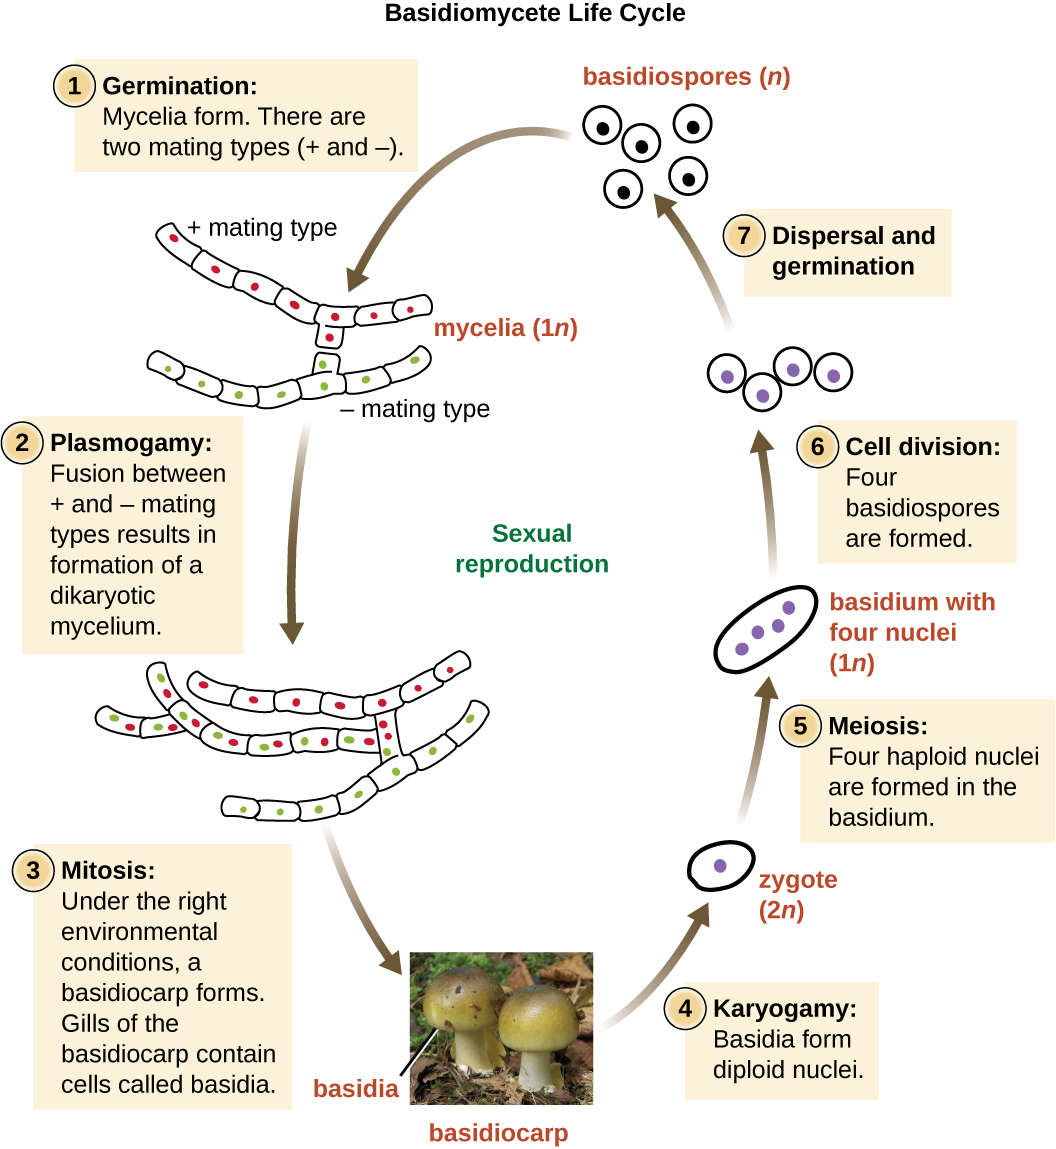 Basidiomycete Life Cycle
1 Germination:
Mycelia form. There are
two mating types (+ and –).
basidiospores (n)
+ mating type
mycelia (1n)
– mating type
2 Plasmogamy:
Fusion between
+ and – mating
types results in
formation of a
dikaryotic
mycelium.
Sexual
reproduction
3 Mitosis:
Under the right
environmental
conditions, a
basidiocarp forms.
Gills of the
basidiocarp contain
cells called basidia.
basidia
basidiocarp
4 Karyogamy:
Basidia form
diploid nuclei.
zygote
(2n)
5 Meiosis:
Four haploid nuclei
are formed in the
basidium.
basidium with
four nuclei
(1n)
6 Cell division:
Four
basidiospores
are formed.
7 Dispersal and
germination